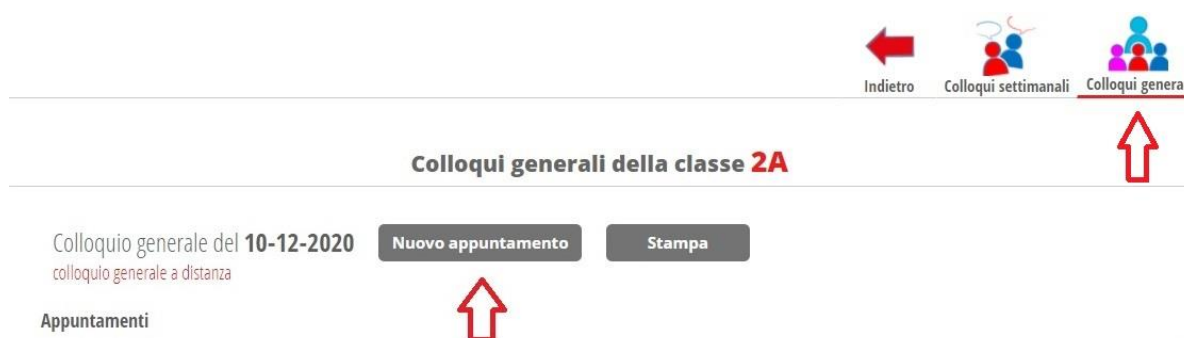 Indietro
Colloqui settimanali
Colloqui genera
Colloqui generali della classe 2A
Colloquio generale del 10-12-2020
Nuovo appuntamento
Stampa
colloquio generale a distanza
Appuntamenti